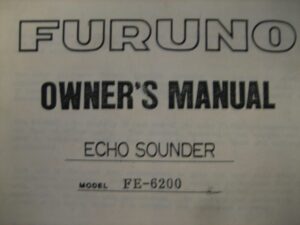 FURUNO
OWNER'S MANUAL
ECHO SOUNDER
MODEL FE-6200